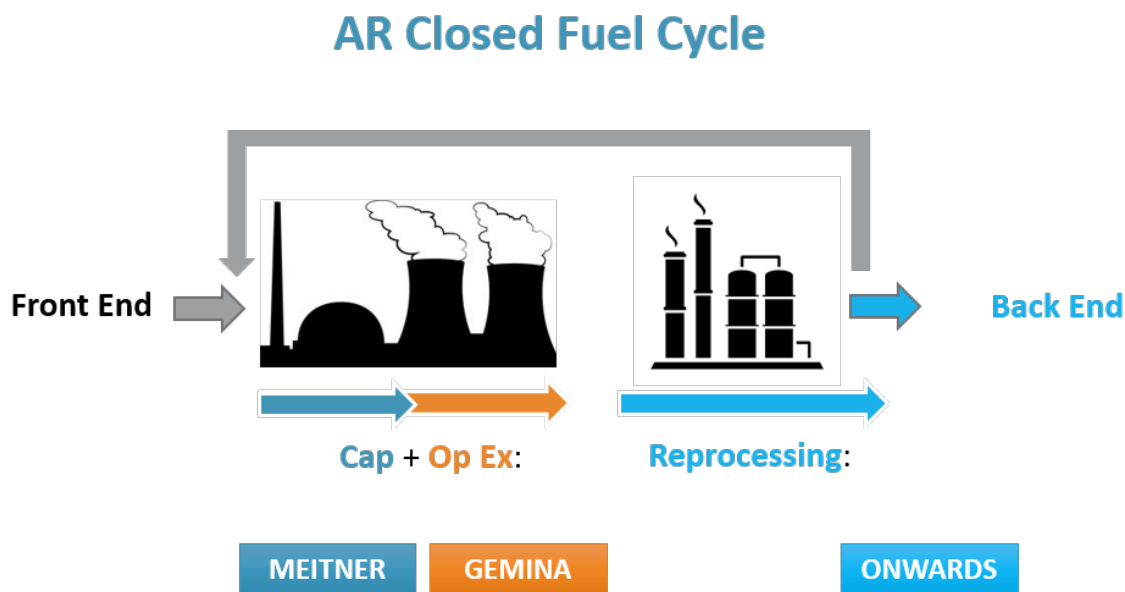 AR Closed Fuel Cycle
Front End
Back End
Cap + Op Ex:
Reprocessing:
MEITNER
GEMINA
ONWARDS